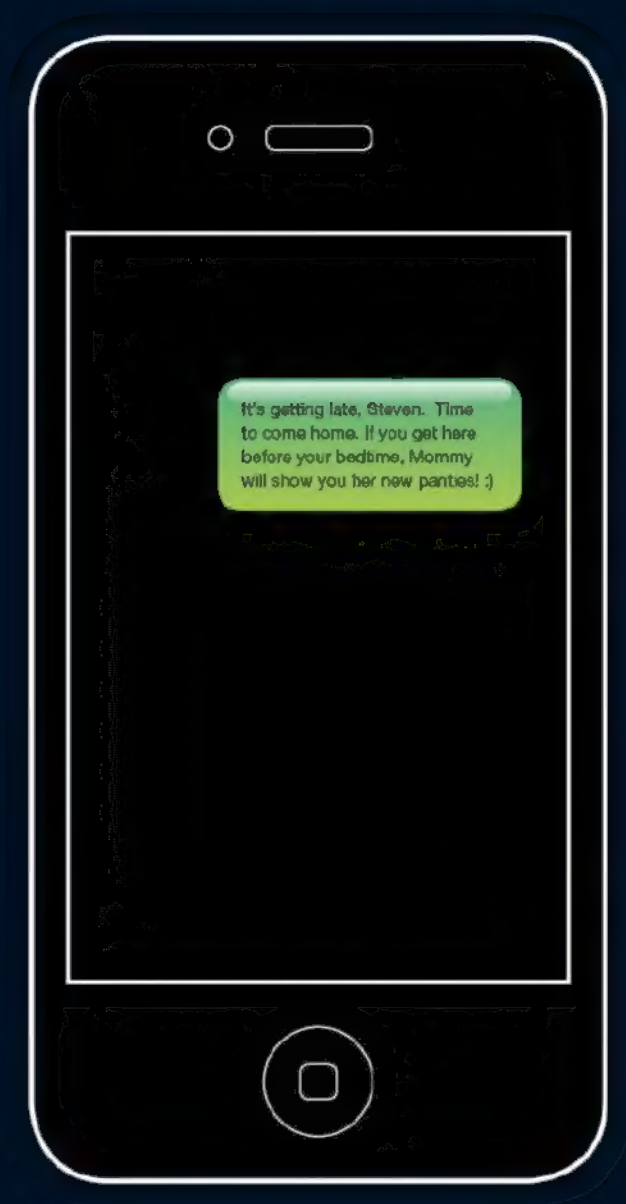 It's getting late, Steven. Time
to come home. If you get here
before your bedtime, Mommy
will show you her new panties! :)